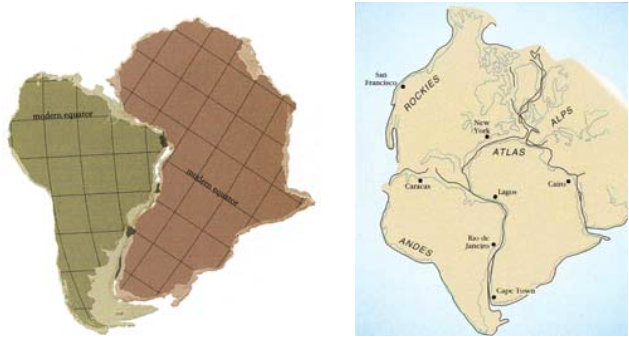 modern equator
modern equator
San
Francisco
ROCKIES
New
York
ALPS
ATLAS
Caracas
Lagos
Cairo
ANDES
Rio de
Janeiro
Cape Town